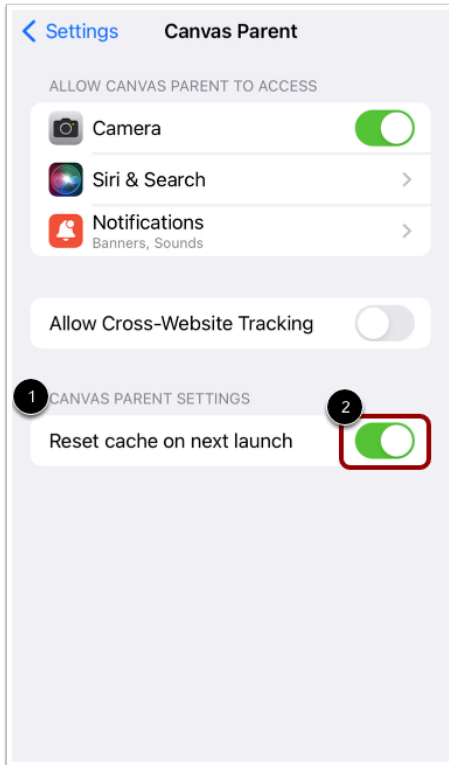 Settings Canvas Parent
ALLOW CANVAS PARENT TO ACCESS
Camera
Siri & Search
Notifications
Banners, Sounds
Allow Cross-Website Tracking
1 CANVAS PARENT SETTINGS
2
Reset cache on next launch